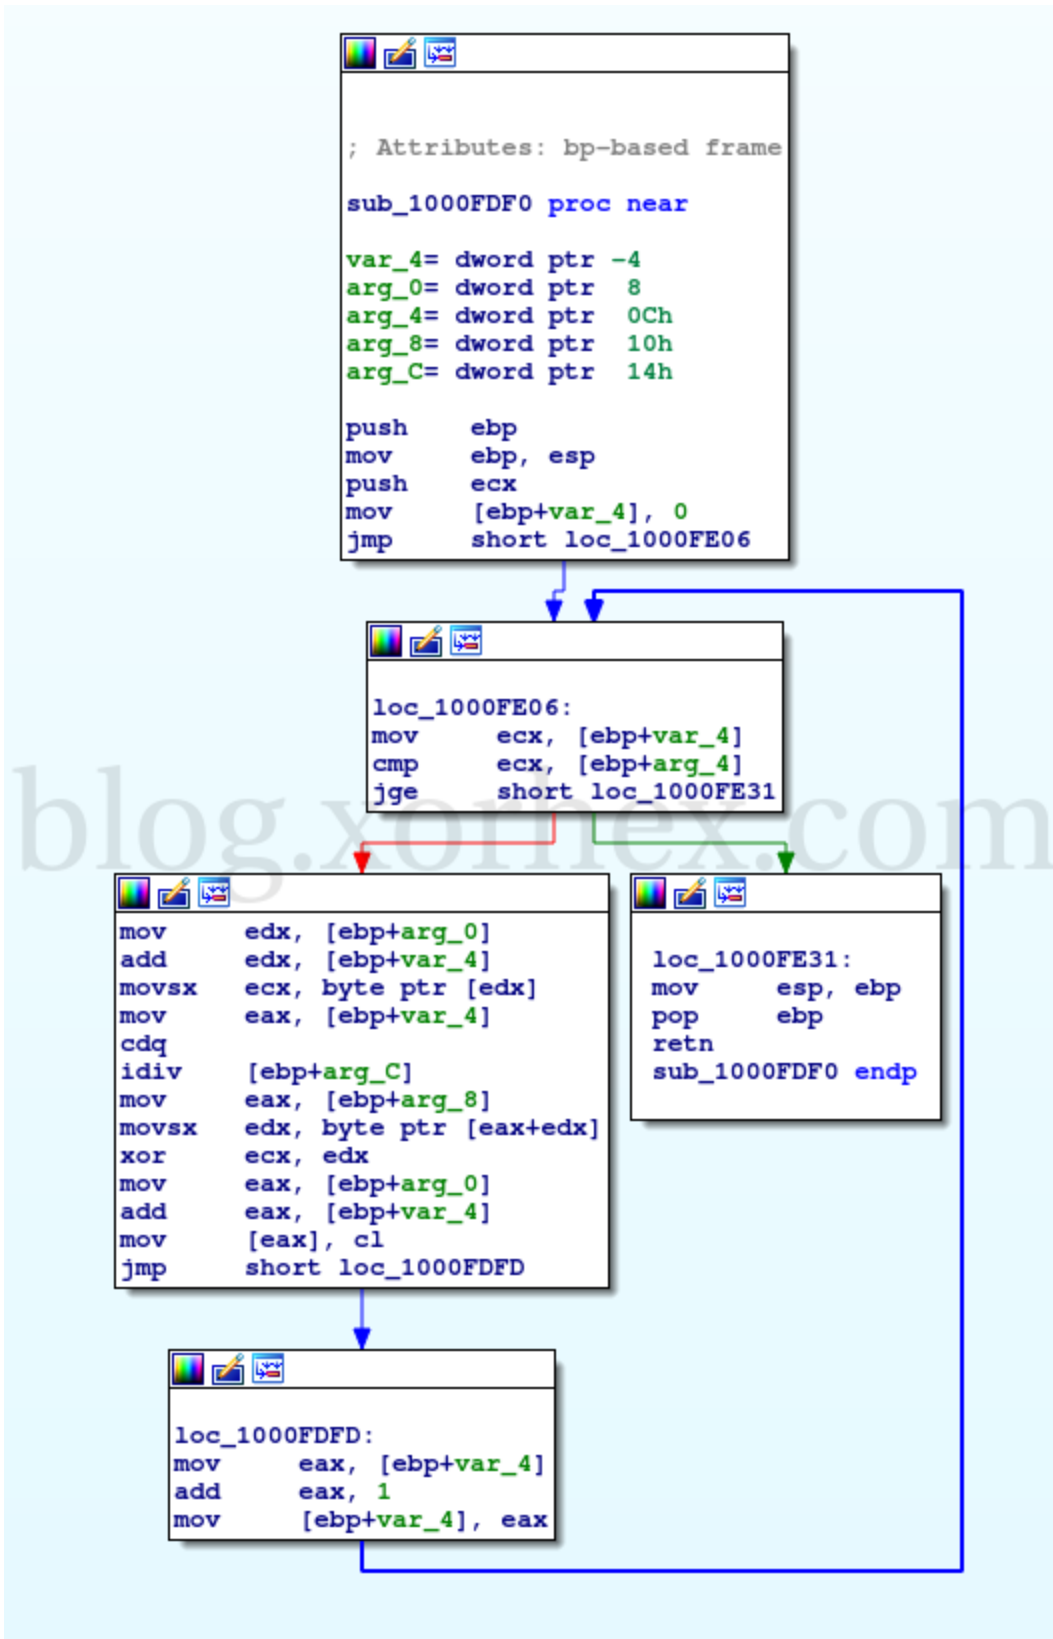 ; Attributes: bp-based frame
sub_1000FDF0 proc near
var_4= dword ptr -4
arg_0= dword ptr  8
arg_4= dword ptr  0Ch
arg_8= dword ptr  10h
arg_C= dword ptr  14h
push    ebp
mov     ebp, esp
push    ecx
mov     [ebp+var_4], 0
jmp     short loc_1000FE06
loc_1000FE06:
mov     ecx, [ebp+var_4]
cmp     ecx, [ebp+arg_4]
jge     short loc_1000FE31
blog.xorhex.com
mov     edx, [ebp+arg_0]
add     edx, [ebp+var_4]
movsx   ecx, byte ptr [edx]
mov     eax, [ebp+var_4]
cdq
idiv    [ebp+arg_C]
mov     eax, [ebp+arg_8]
movsx   edx, byte ptr [eax+edx]
xor     ecx, edx
mov     eax, [ebp+arg_0]
add     eax, [ebp+var_4]
mov     [eax], cl
jmp     short loc_1000FDFD
loc_1000FE31:
mov     esp, ebp
pop     ebp
retn
sub_1000FDF0 endp
loc_1000FDFD:
mov     eax, [ebp+var_4]
add     eax, 1
mov     [ebp+var_4], eax